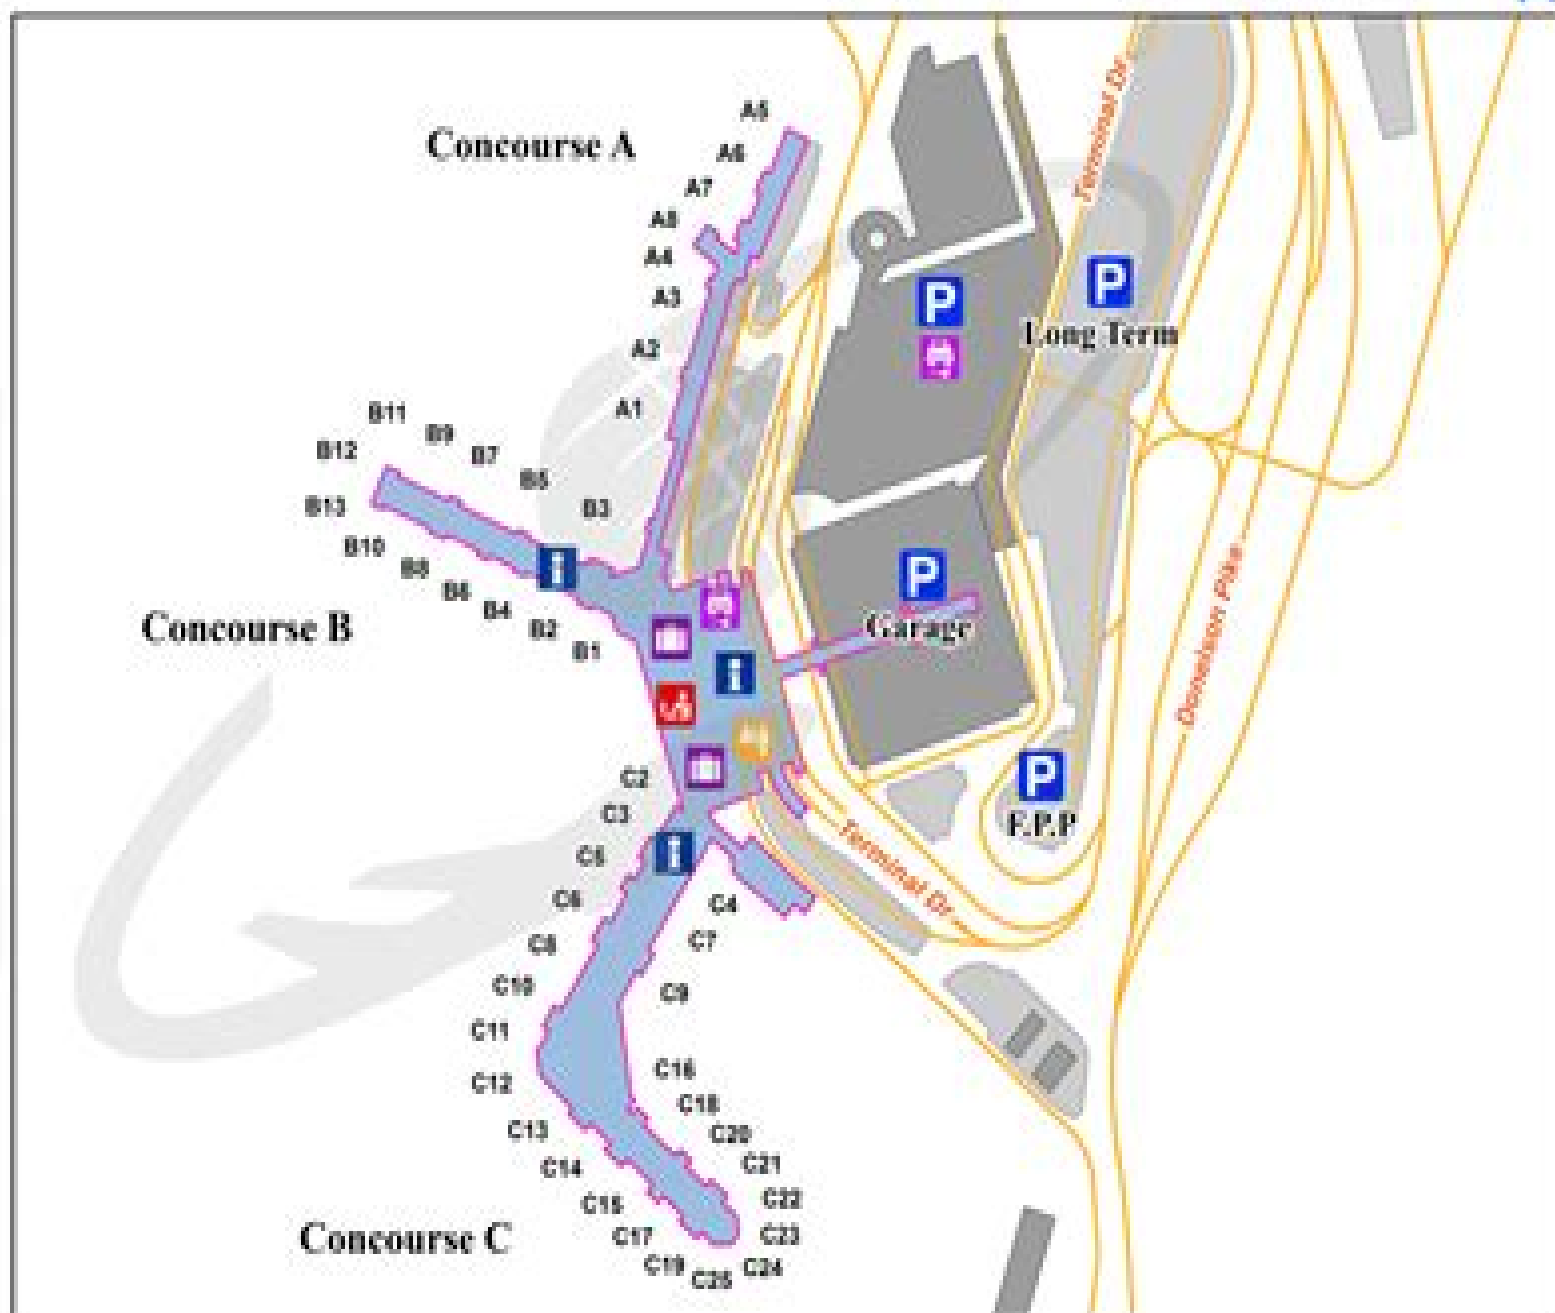 Concourse A
A5
A6
A7
A8
A4
A3
A2
A1
B11
B9
B7
B5
B3
B12
B13
B10
B8
B6
B4
B2
B1
Concourse B
C2
C3
C5
C6
C8
C10
C11
C12
C13
C14
C15
C17
C19
C25
C24
C23
C22
C21
C20
C18
C16
C9
C7
C4
Concourse C
P
P
Long Term
P
Garage
P
F.P.P
Terminal Dr
Terminal Dr
Donelson Pike